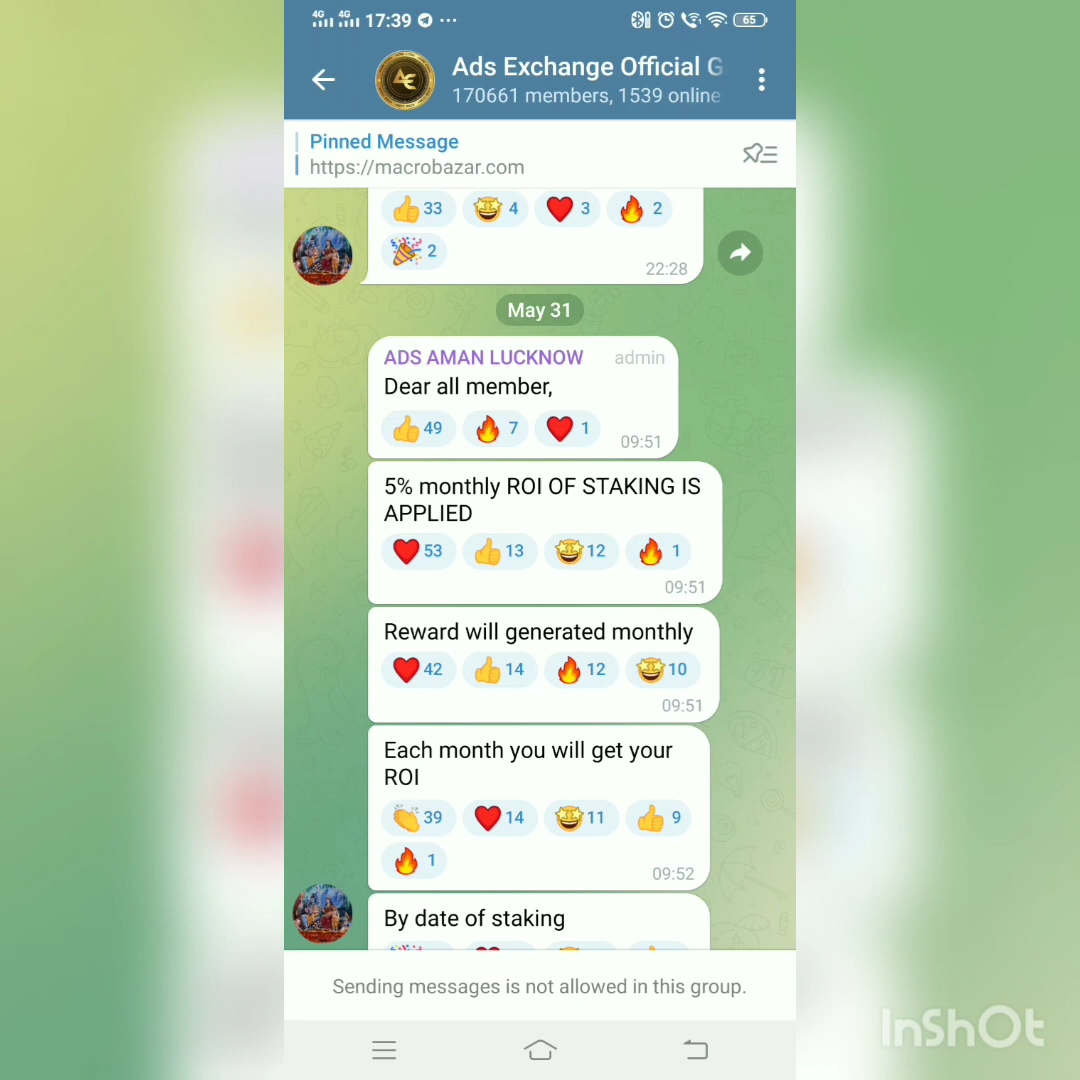 4G 4G 17:39 65
Ads Exchange Official G
170661 members, 1539 online
Pinned Message
https://macrobazar.com
33 4 3 2
2
22:28
May 31
ADS AMAN LUCKNOW admin
Dear all member,
49 7 1
09:51
5% monthly ROI OF STAKING IS
APPLIED
53 13 12 1
09:51
Reward will generated monthly
42 14 12 10
09:51
Each month you will get your
ROI
39 14 11 9
1
09:52
By date of staking
Sending messages is not allowed in this group.
InShOt